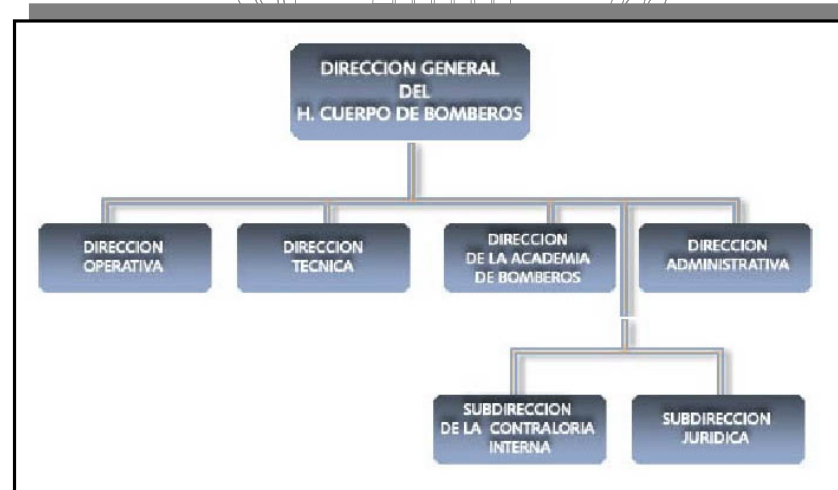 DIRECCION GENERAL
DEL
H. CUERPO DE BOMBEROS
DIRECCION
OPERATIVA
DIRECCION
TECNICA
DIRECCION
DE LA ACADEMIA
DE BOMBEROS
DIRECCION
ADMINISTRATIVA
SUBDIRECCION
DE LA CONTRALORIA
INTERNA
SUBDIRECCION
JURIDICA